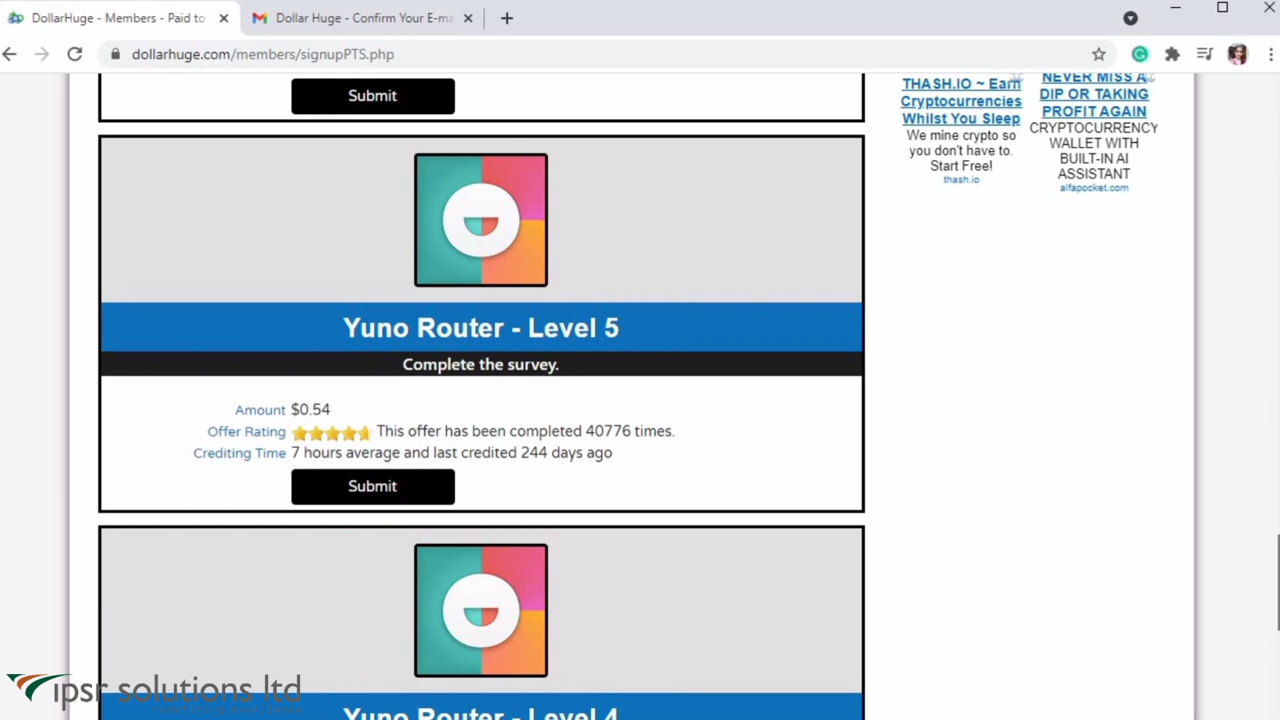 DollarHuge - Members - Paid to
Dollar Huge - Confirm Your E-ma
dollarhuge.com/members/signupPTS.php
Submit
THASH.IO ~ Earn
Cryptocurrencies
Whilst You Sleep
We mine crypto so
you don't have to.
Start Free!
thash.io
NEVER MISS A
DIP OR TAKING
PROFIT AGAIN
CRYPTOCURRENCY
WALLET WITH
BUILT-IN AI
ASSISTANT
alfapocket.com
Yuno Router - Level 5
Complete the survey.
Amount $0.54
Offer Rating This offer has been completed 40776 times.
Crediting Time 7 hours average and last credited 244 days ago
Submit
Yuno Router - Level 4
ipsr solutions ltd